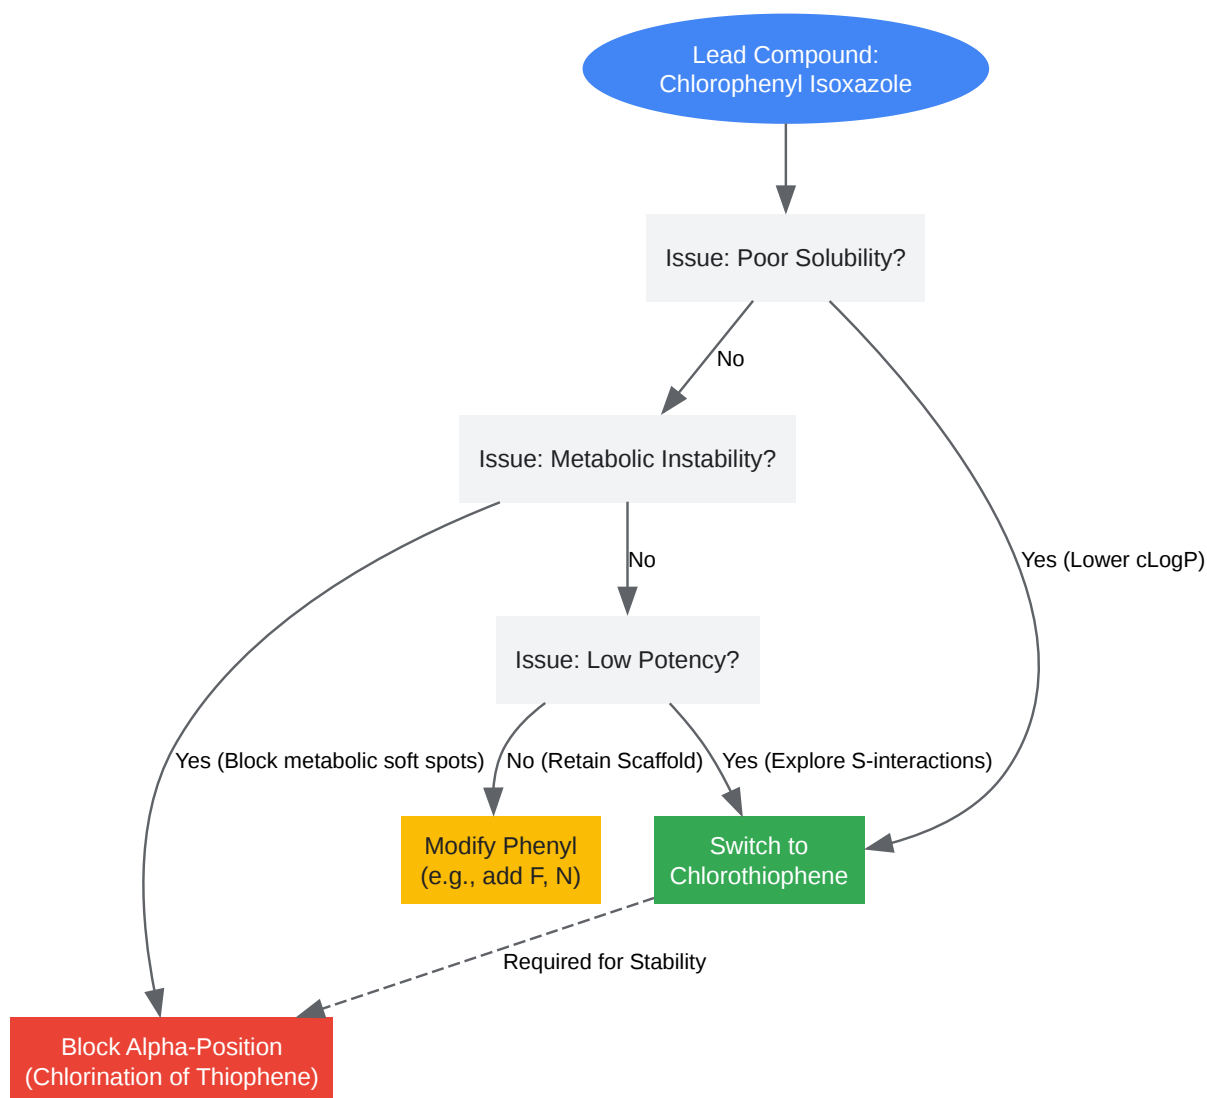 Lead Compound:
Chlorophenyl Isoxazole
Issue: Poor Solubility?
No
Issue: Metabolic Instability?
No
Yes (Lower cLogP)
Issue: Low Potency?
Yes (Block metabolic soft spots)
No (Retain Scaffold)
Yes (Explore S-interactions)
Modify Phenyl
(e.g., add F, N)
Switch to
Chlorothiophene
Required for Stability
Block Alpha-Position
(Chlorination of Thiophene)